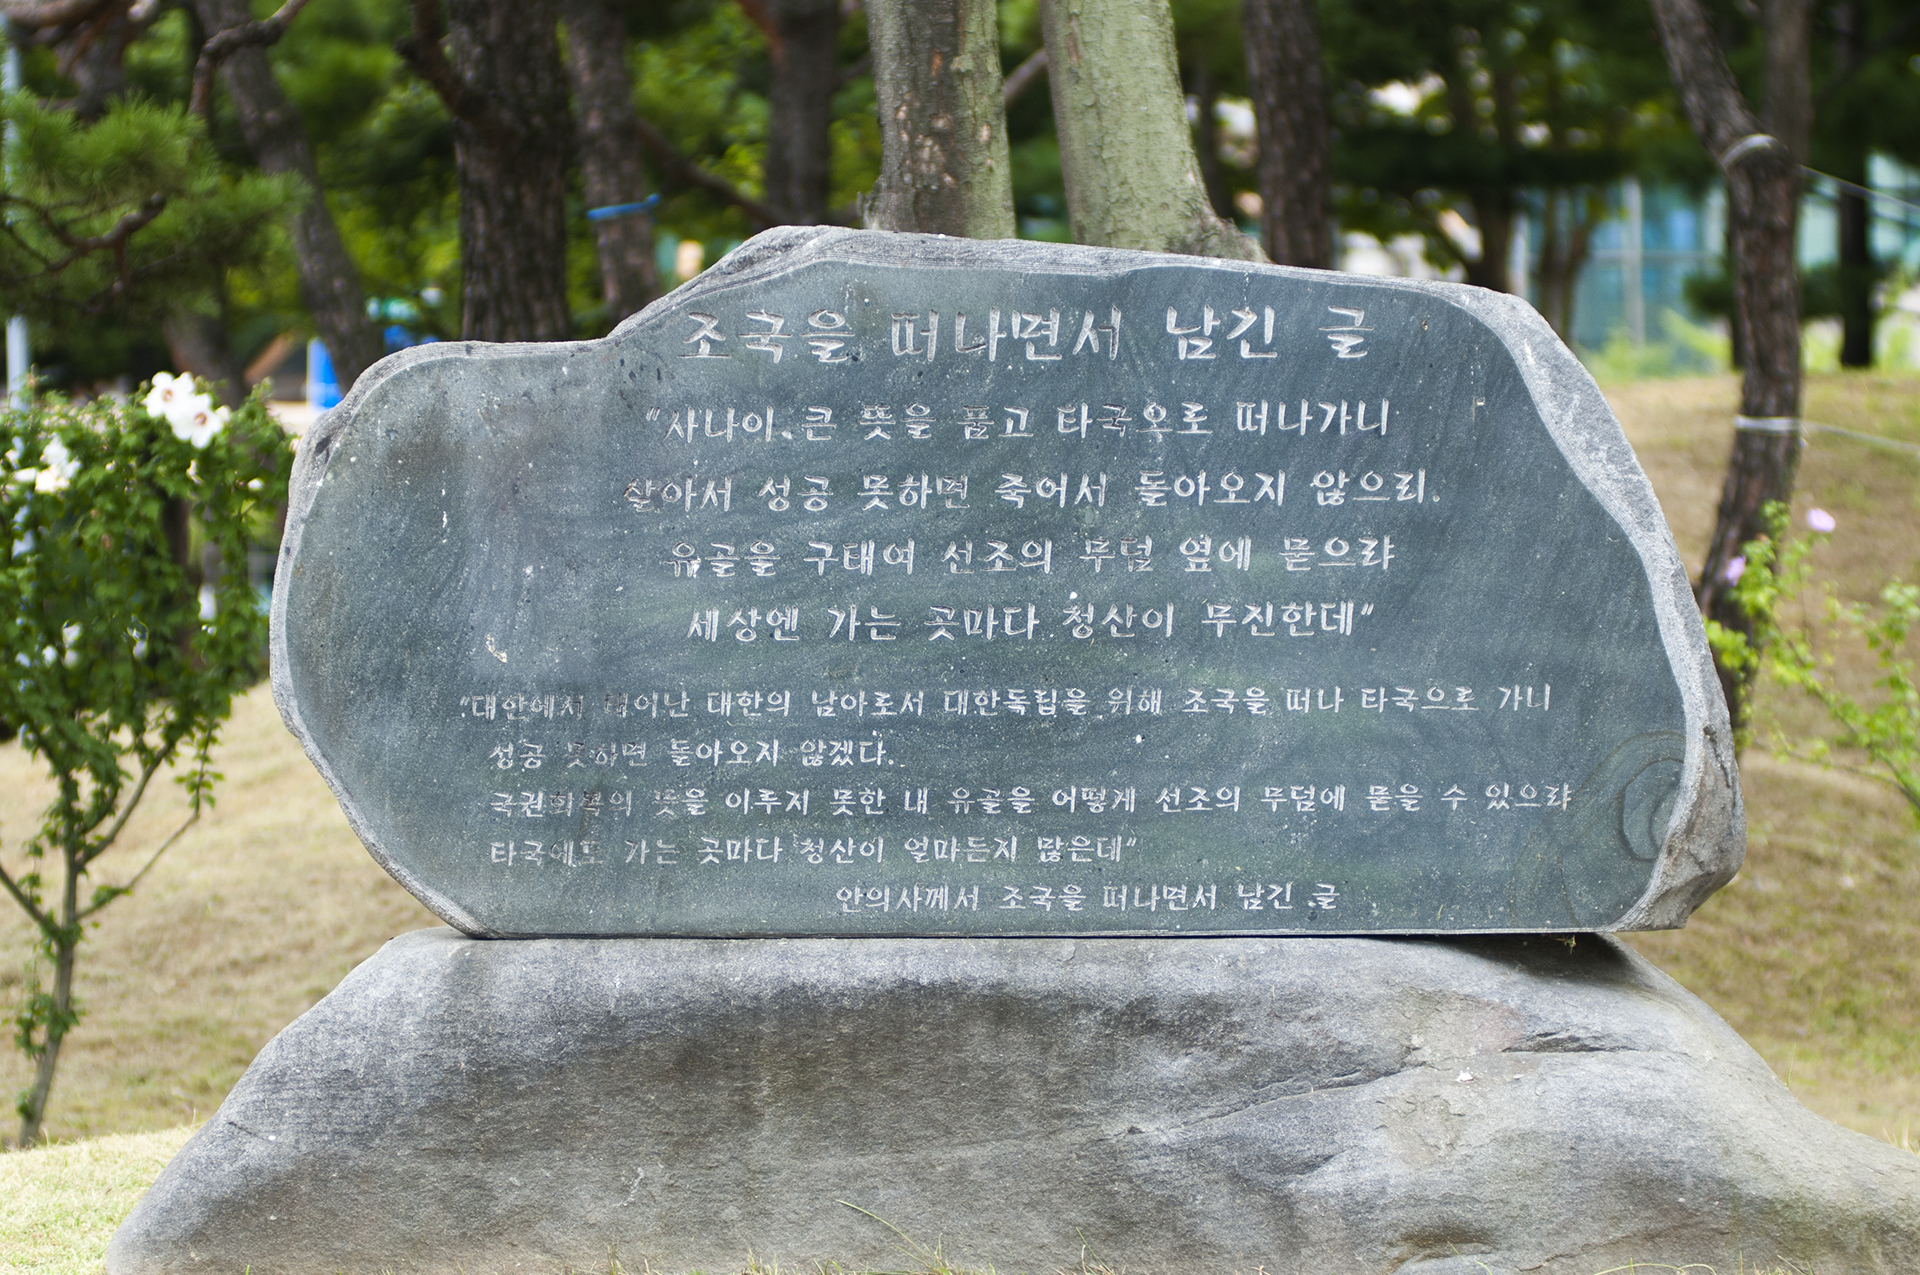 조국을 떠나면서 남긴 글
"사나이 큰 뜻을 품고 타국으로 떠나가니
살아서 성공 못하면 죽어서 돌아오지 않으리.
유골을 구태여 선조의 무덤 옆에 묻으랴
세상엔 가는 곳마다 청산이 무진한데"
"대한에서 태어난 대한의 남아로서 대한독립을 위해 조국을 떠나 타국으로 가니
성공 못하면 돌아오지 않겠다.
국권회복의 뜻을 이루지 못한 내 유골을 어떻게 선조의 무덤에 묻을 수 있으랴
타국에도 가는 곳마다 청산이 얼마든지 많은데"
안의사께서 조국을 떠나면서 남긴 글